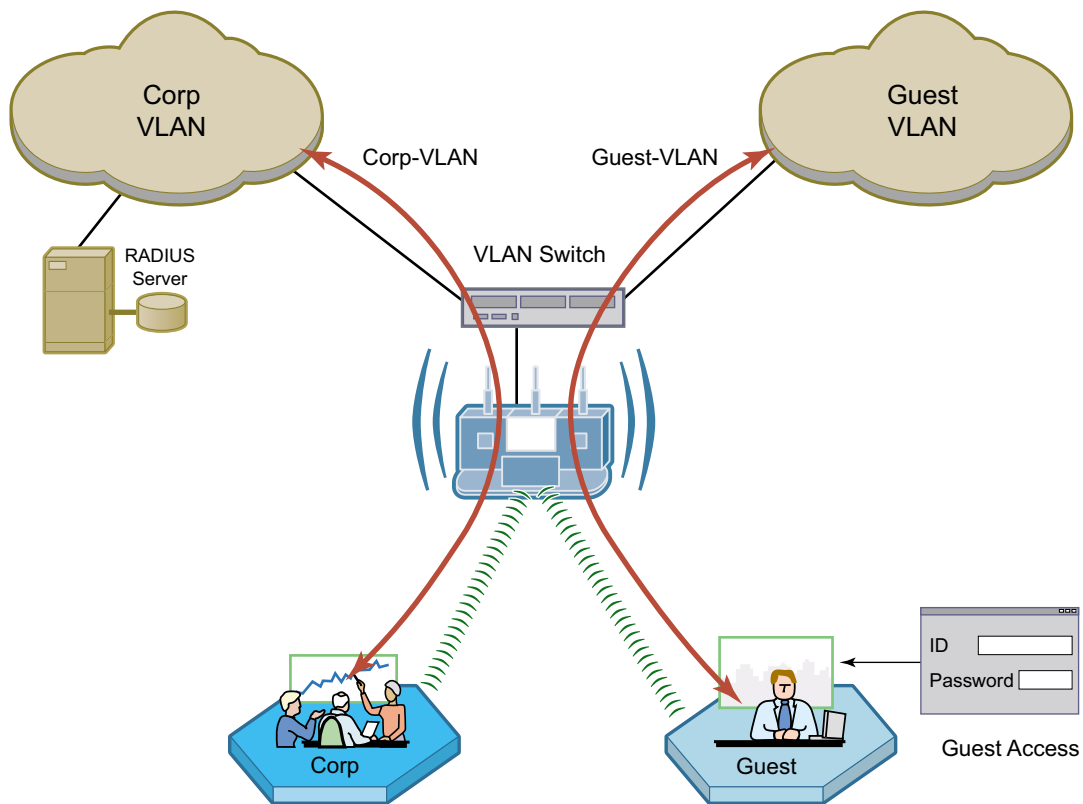 Corp
VLAN
Guest
VLAN
Corp-VLAN
Guest-VLAN
RADIUS
Server
VLAN Switch
ID
Password
Corp
Guest
Guest Access